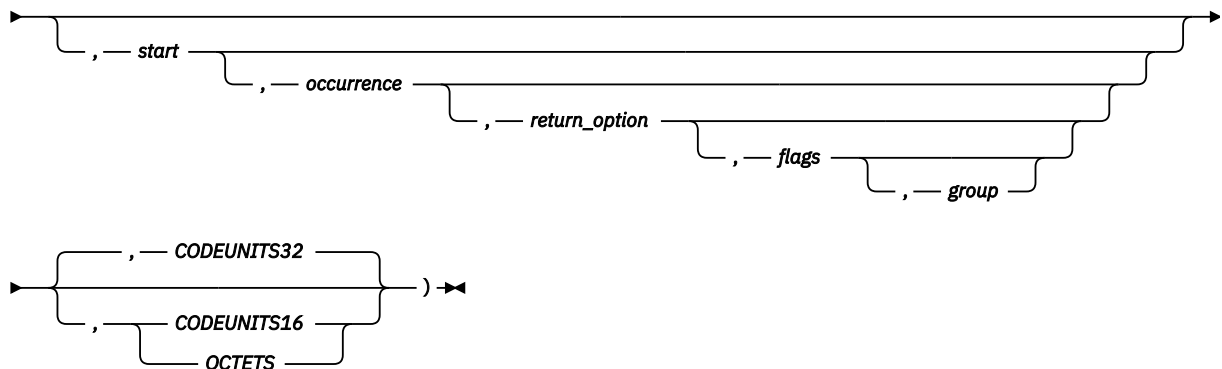 , start
, occurrence
, return_option
, flags
, group
, CODEUNITS32
)
, CODEUNITS16
OCTETS